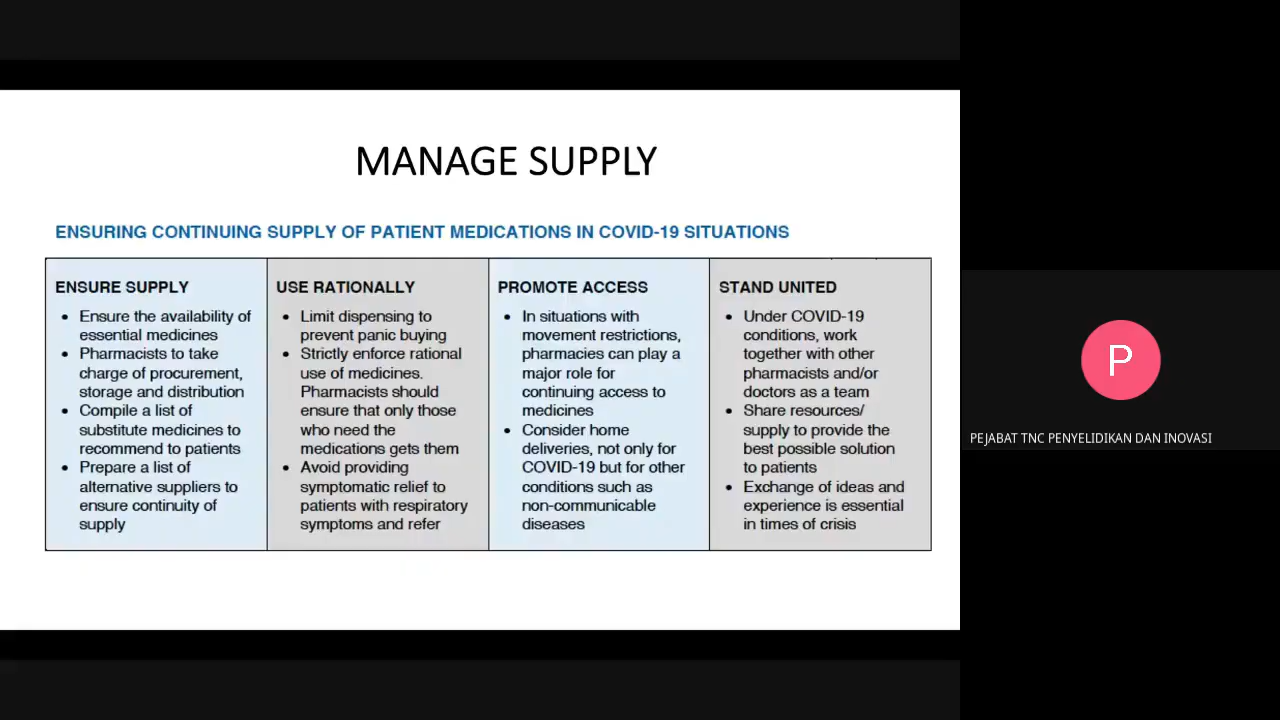 MANAGE SUPPLY
ENSURING CONTINUING SUPPLY OF PATIENT MEDICATIONS IN COVID-19 SITUATIONS
ENSURE SUPPLY
• Ensure the availability of
essential medicines
• Pharmacists to take
charge of procurement,
storage and distribution
• Compile a list of
substitute medicines to
recommend to patients
• Prepare a list of
alternative suppliers to
ensure continuity of
supply
USE RATIONALLY
• Limit dispensing to
prevent panic buying
• Strictly enforce rational
use of medicines.
Pharmacists should
ensure that only those
who need the
medications gets them
• Avoid providing
symptomatic relief to
patients with respiratory
symptoms and refer
PROMOTE ACCESS
• In situations with
movement restrictions,
pharmacies can play a
major role for
continuing access to
medicines
• Consider home
deliveries, not only for
COVID-19 but for other
conditions such as
non-communicable
diseases
STAND UNITED
• Under COVID-19
conditions, work
together with other
pharmacists and/or
doctors as a team
• Share resources/
supply to provide the
best possible solution
to patients
• Exchange of ideas and
experience is essential
in times of crisis
P
PEJABAT TNC PENYELIDIKAN DAN INOVASI